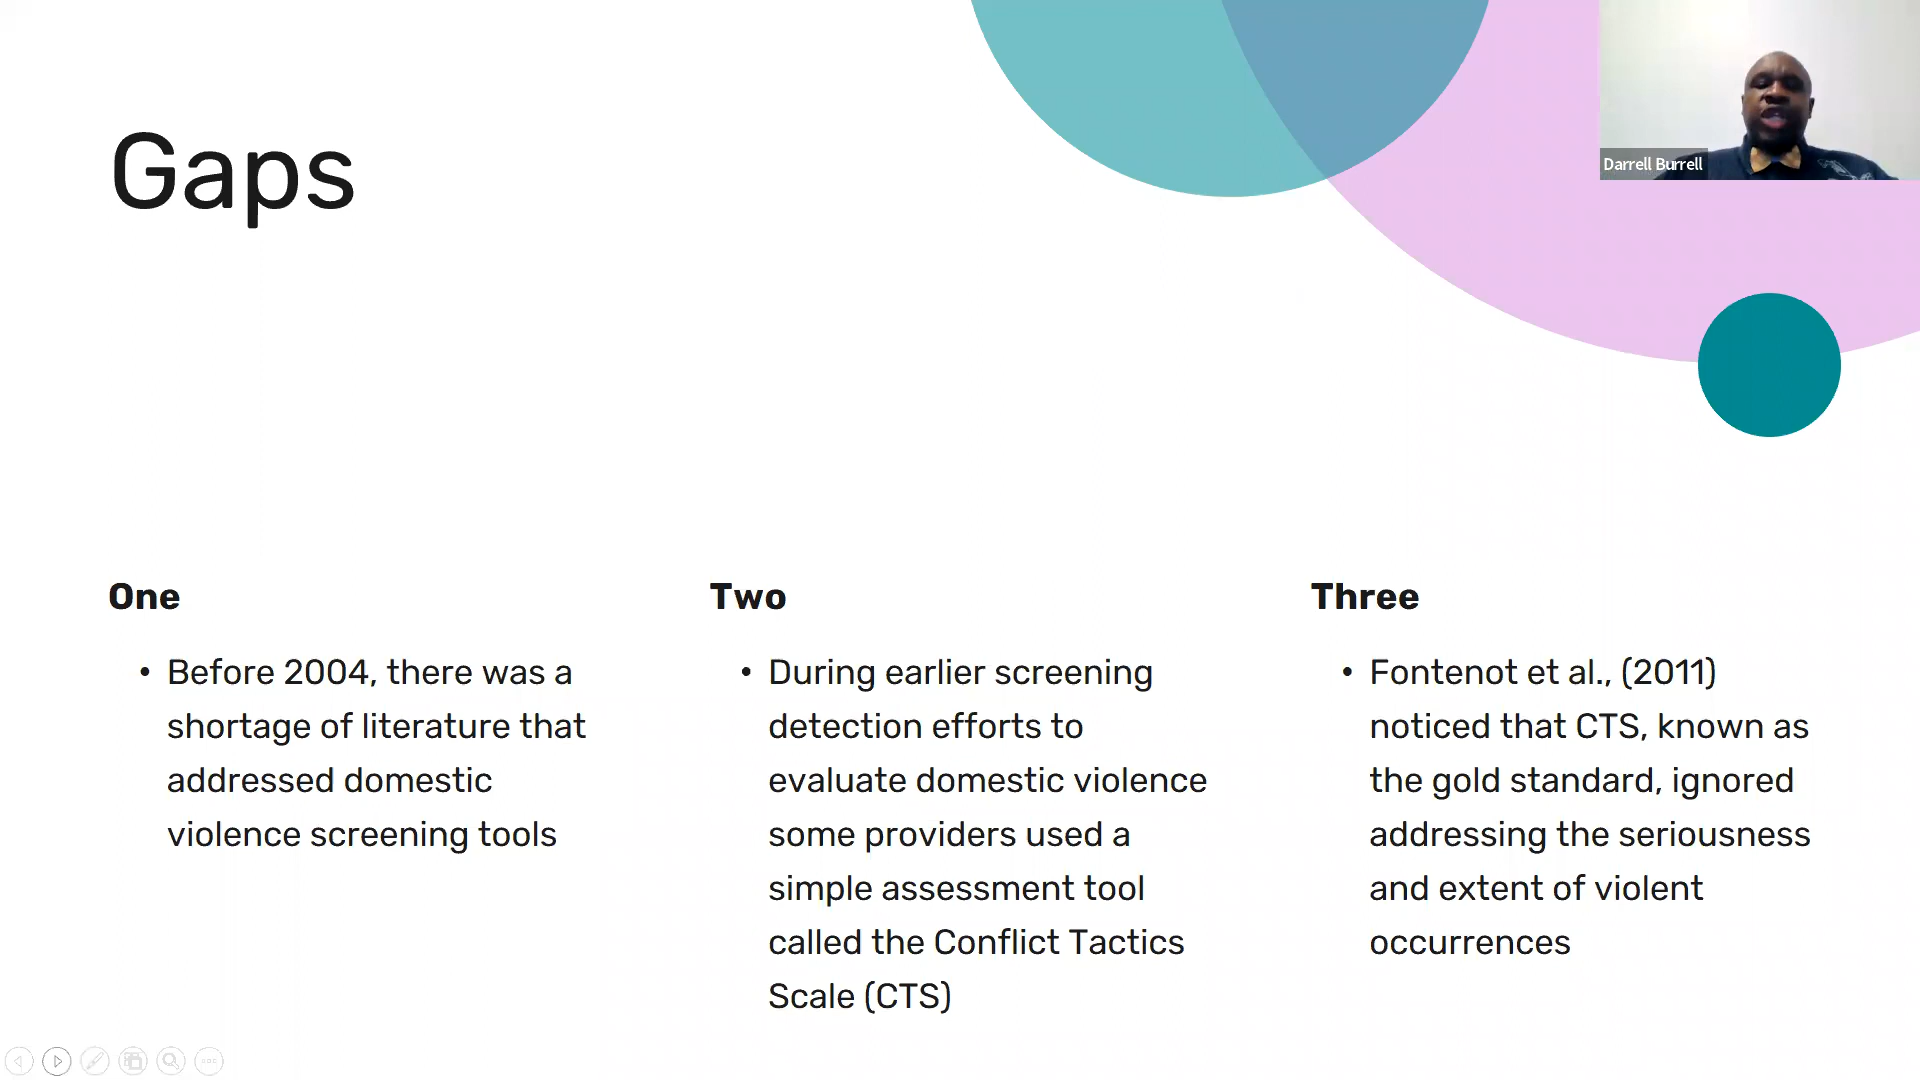 Gaps
Darrell Burrell
One
• Before 2004, there was a
shortage of literature that
addressed domestic
violence screening tools
Two
• During earlier screening
detection efforts to
evaluate domestic violence
some providers used a
simple assessment tool
called the Conflict Tactics
Scale (CTS)
Three
• Fontenot et al., (2011)
noticed that CTS, known as
the gold standard, ignored
addressing the seriousness
and extent of violent
occurrences